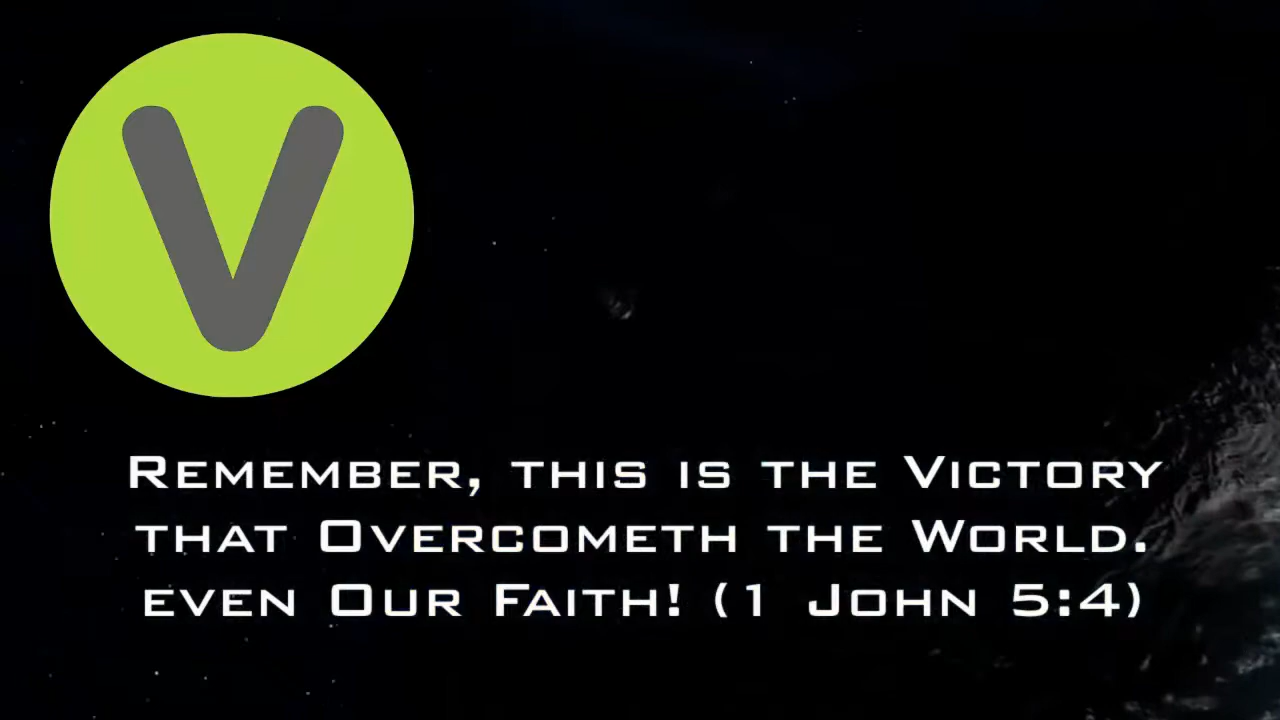 V
Remember, this is the Victory
that Overcometh the World.
even Our Faith! (1 John 5:4)